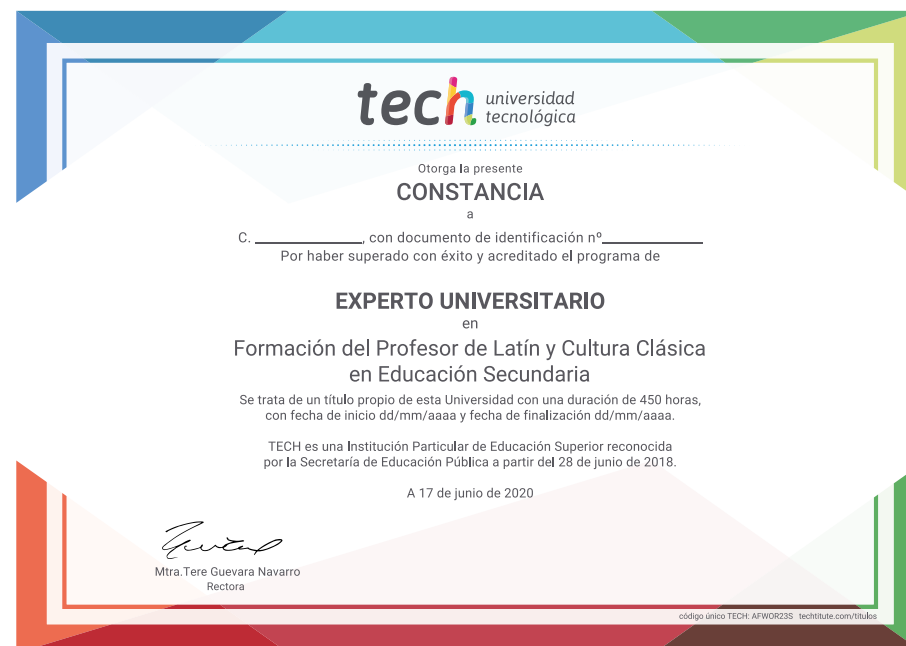 tech universidad
tecnológica
Otorga la presente
CONSTANCIA
a
C. ____________, con documento de identificación nº____________
Por haber superado con éxito y acreditado el programa de
EXPERTO UNIVERSITARIO
en
Formación del Profesor de Latín y Cultura Clásica
en Educación Secundaria
Se trata de un título propio de esta Universidad con una duración de 450 horas,
con fecha de inicio dd/mm/aaaa y fecha de finalización dd/mm/aaaa.
TECH es una Institución Particular de Educación Superior reconocida
por la Secretaría de Educación Pública a partir del 28 de junio de 2018.
A 17 de junio de 2020
Mtra.Tere Guevara Navarro
Rectora
código único TECH: AFWOR23S techtitute.com/títulos